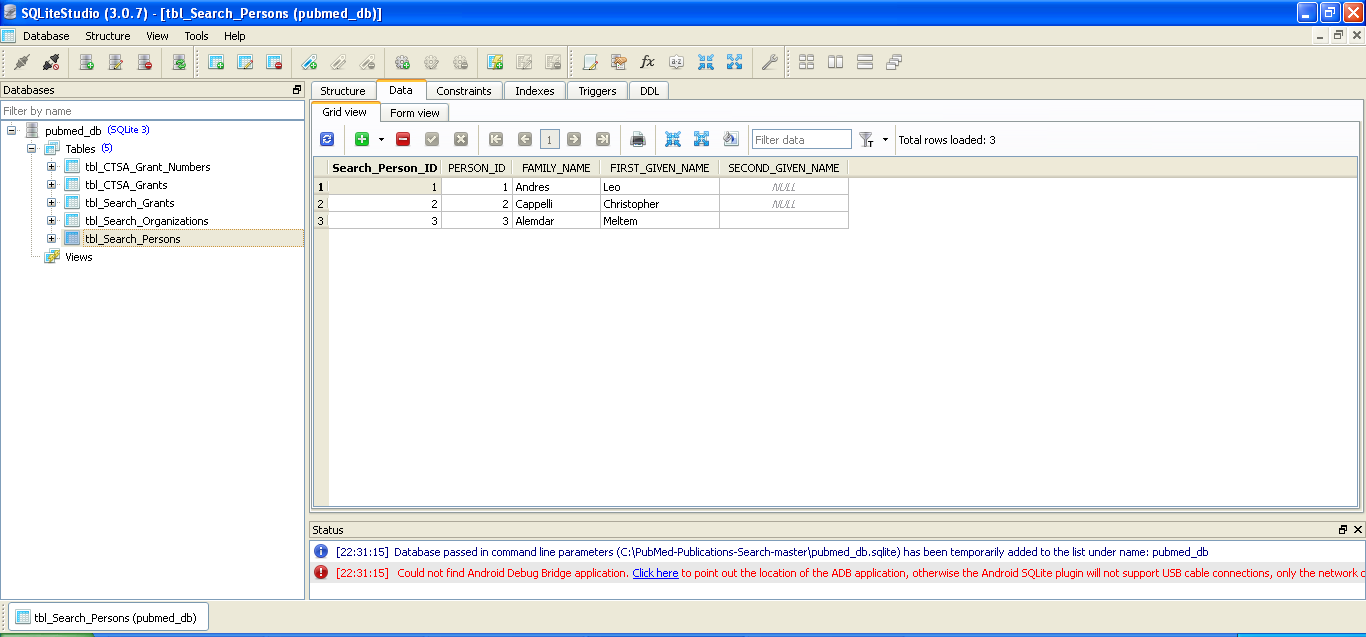 SQLiteStudio (3.0.7) - [tbl_Search_Persons (pubmed_db)]
Database Structure View Tools Help
Databases
Filter by name
pubmed_db (SQLite 3)
Tables (5)
tbl_CTSA_Grant_Numbers
tbl_CTSA_Grants
tbl_Search_Grants
tbl_Search_Organizations
tbl_Search_Persons
Views
Structure Data Constraints Indexes Triggers DDL
Grid view Form view
1 Filter data Total rows loaded: 3
Search_Person_ID PERSON_ID FAMILY_NAME FIRST_GIVEN_NAME SECOND_GIVEN_NAME
1 1 1 Andres Leo NULL
2 2 2 Cappelli Christopher NULL
3 3 3 Alemdar Meltem
Status
[22:31:15] Database passed in command line parameters (C:\PubMed-Publications-Search-master\pubmed_db.sqlite) has been temporarily added to the list under name: pubmed_db
[22:31:15] Could not find Android Debug Bridge application. Click here to point out the location of the ADB application, otherwise the Android SQLite plugin will not support USB cable connections, only the network
tbl_Search_Persons (pubmed_db)